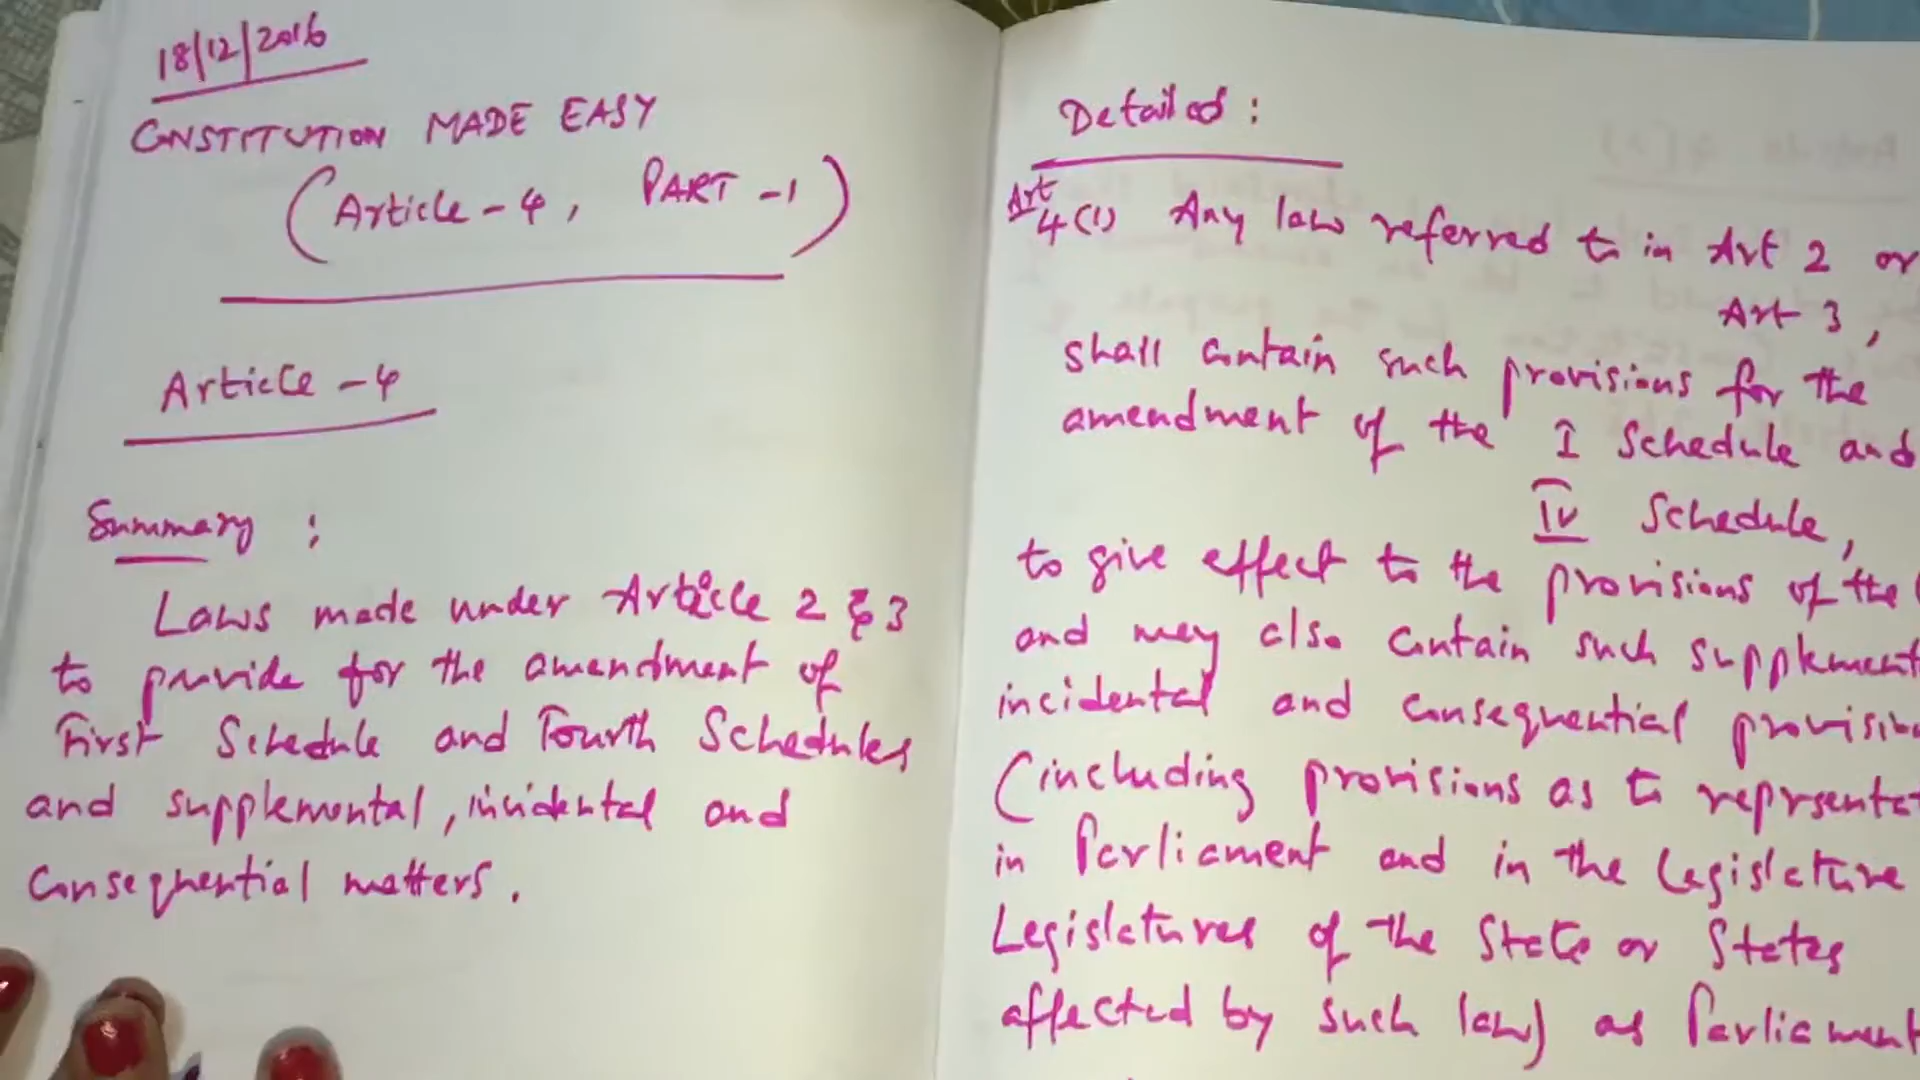 18/12/2016
CONSTITUTION MADE EASY
(Article-4, PART-1)
Article-4
Summary :
Laws made under Article 2 & 3
to provide for the amendment of
First Schedule and Fourth Schedules
and supplemental, incidental and
Consequential matters.
Detailed :
Art 4(1) Any law referred to in Art 2 or
Art 3,
shall contain such provisions for the
amendment of the I Schedule and
IV Schedule,
to give effect to the provisions of the
and may also contain such supplement
incidental and consequential provision
(including provisions as to reprsentat
in Parliament and in the Legislature
Legislatures of the State or States
affected by such law) as Parliament